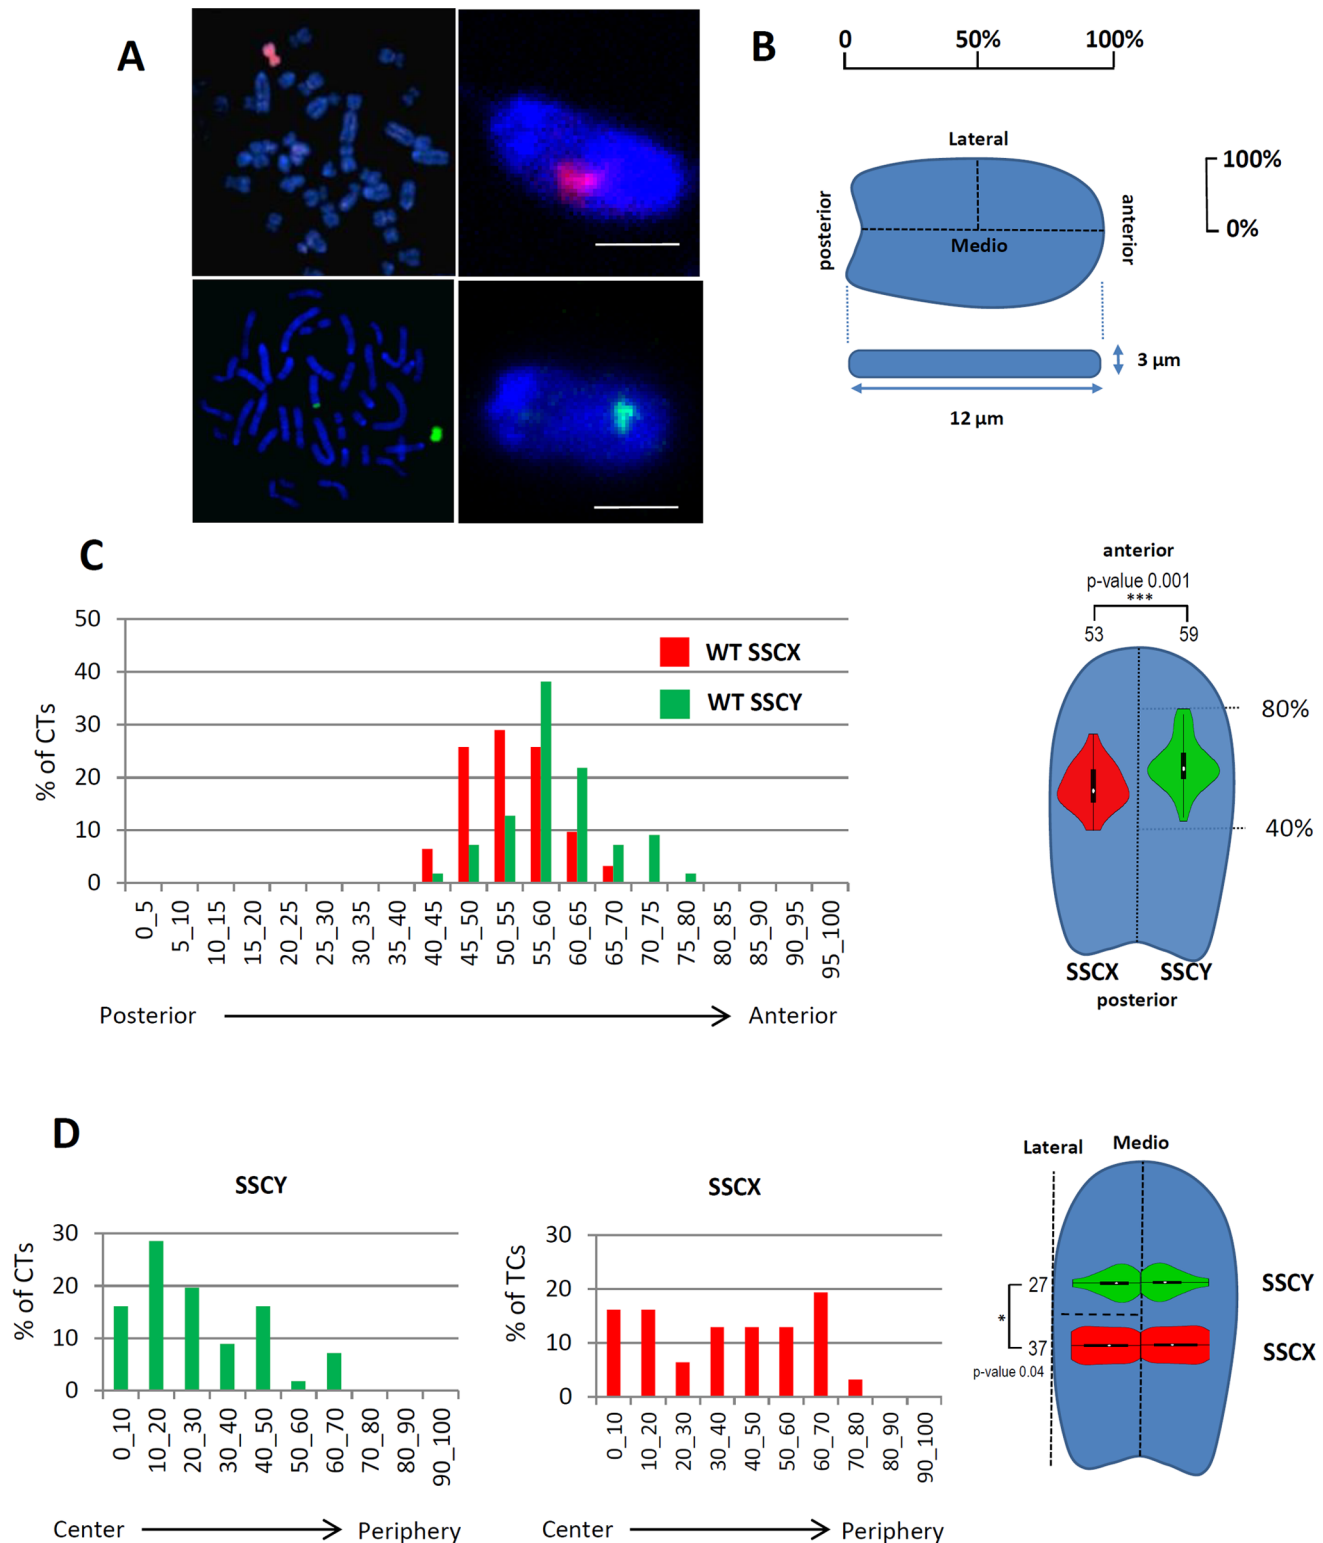 A
B
0 50% 100%
Lateral
Medio
posterior
anterior
100%
0%
3 µm
12 µm
C
50
40
30
20
10
0
% of CTs
WT SSCX
WT SSCY
0_5 5_10 10_15 15_20 20_25 25_30 30_35 35_40 40_45 45_50 50_55 55_60 60_65 65_70 70_75 75_80 85_90 90_95 95_100
Posterior Anterior
anterior
p-value 0.001
***
53 59
80%
40%
SSCX SSCY
posterior
D
SSCY
30
20
10
0
% of CTs
0_10 10_20 20_30 30_40 40_50 50_60 60_70 70_80 80_90 90_100
Center Periphery
SSCX
30
20
10
0
% of TCs
0_10 10_20 20_30 30_40 40_50 50_60 60_70 70_80 80_90 90_100
Center Periphery
Lateral Medio
27
*
37
p-value 0.04
SSCY
SSCX